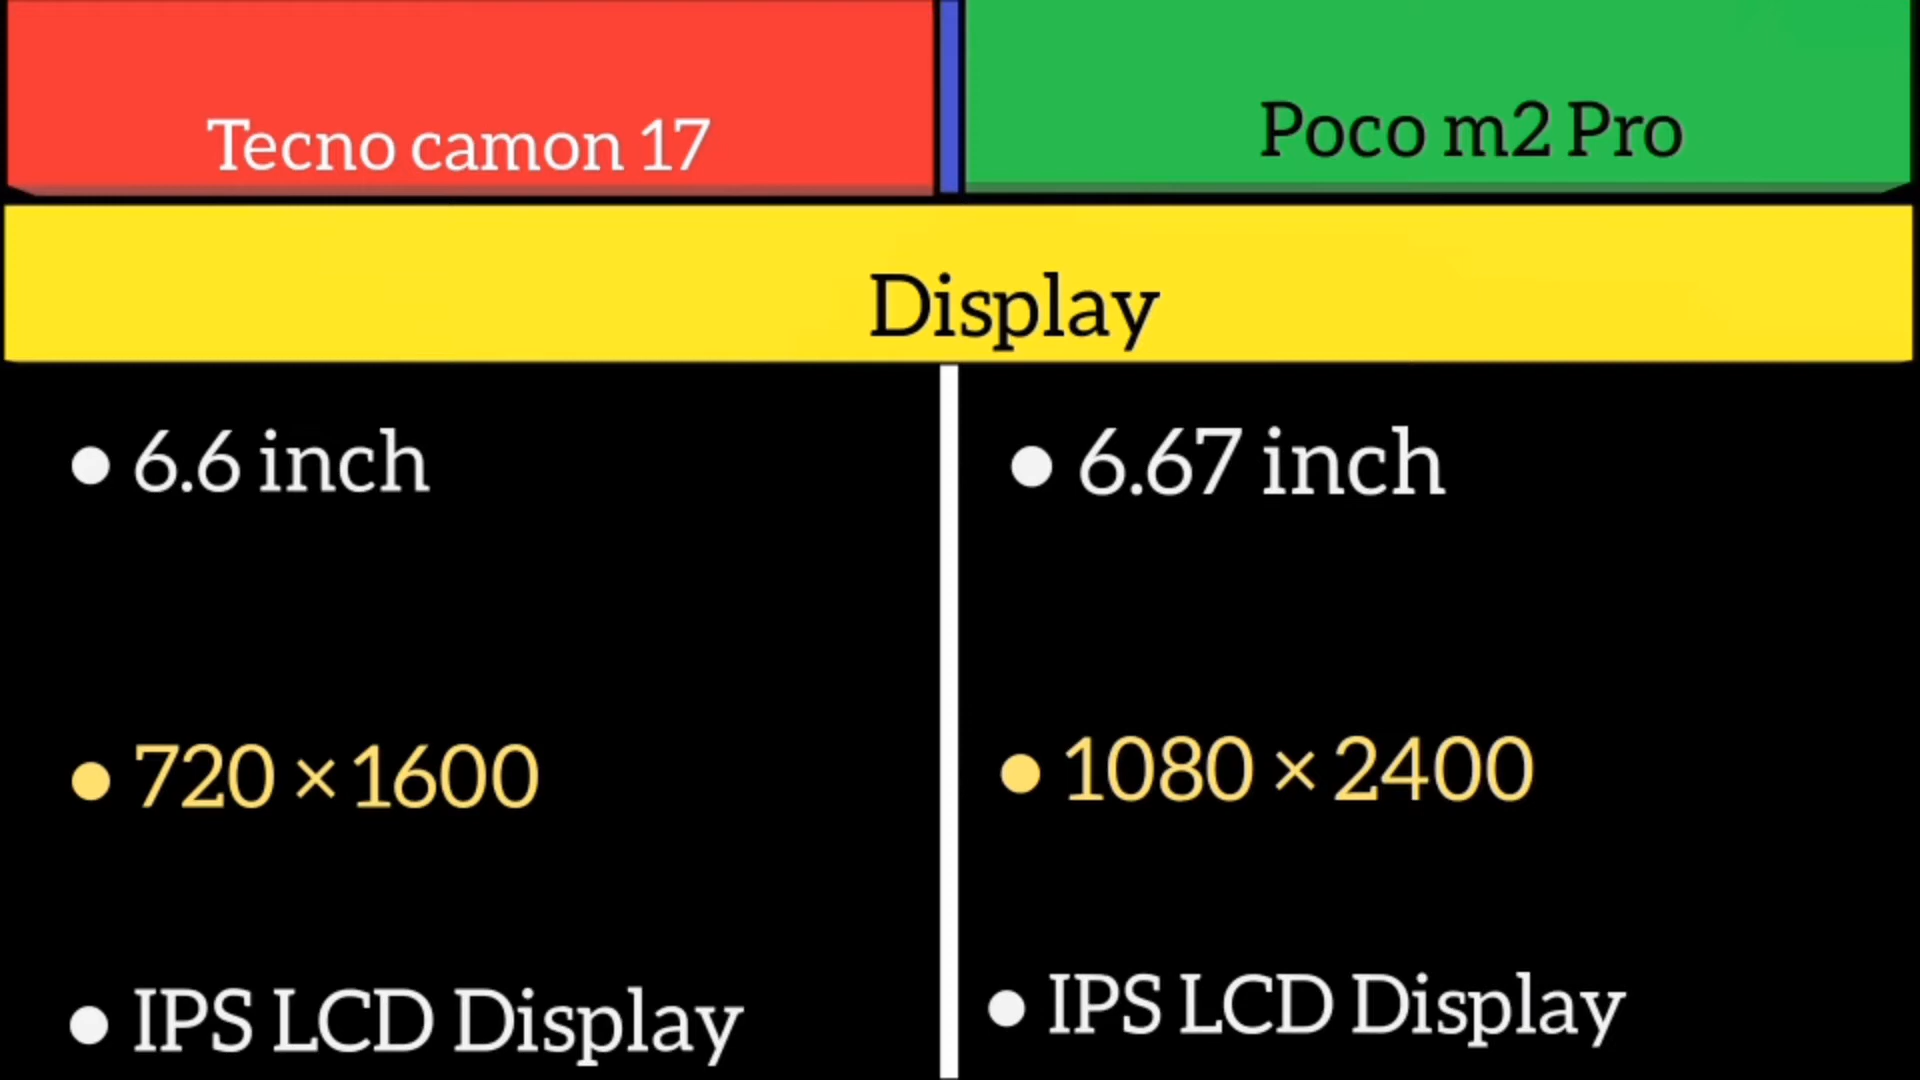 Tecno camon 17
Poco m2 Pro
Display
● 6.6 inch
● 6.67 inch
● 720 × 1600
● 1080 × 2400
● IPS LCD Display
● IPS LCD Display